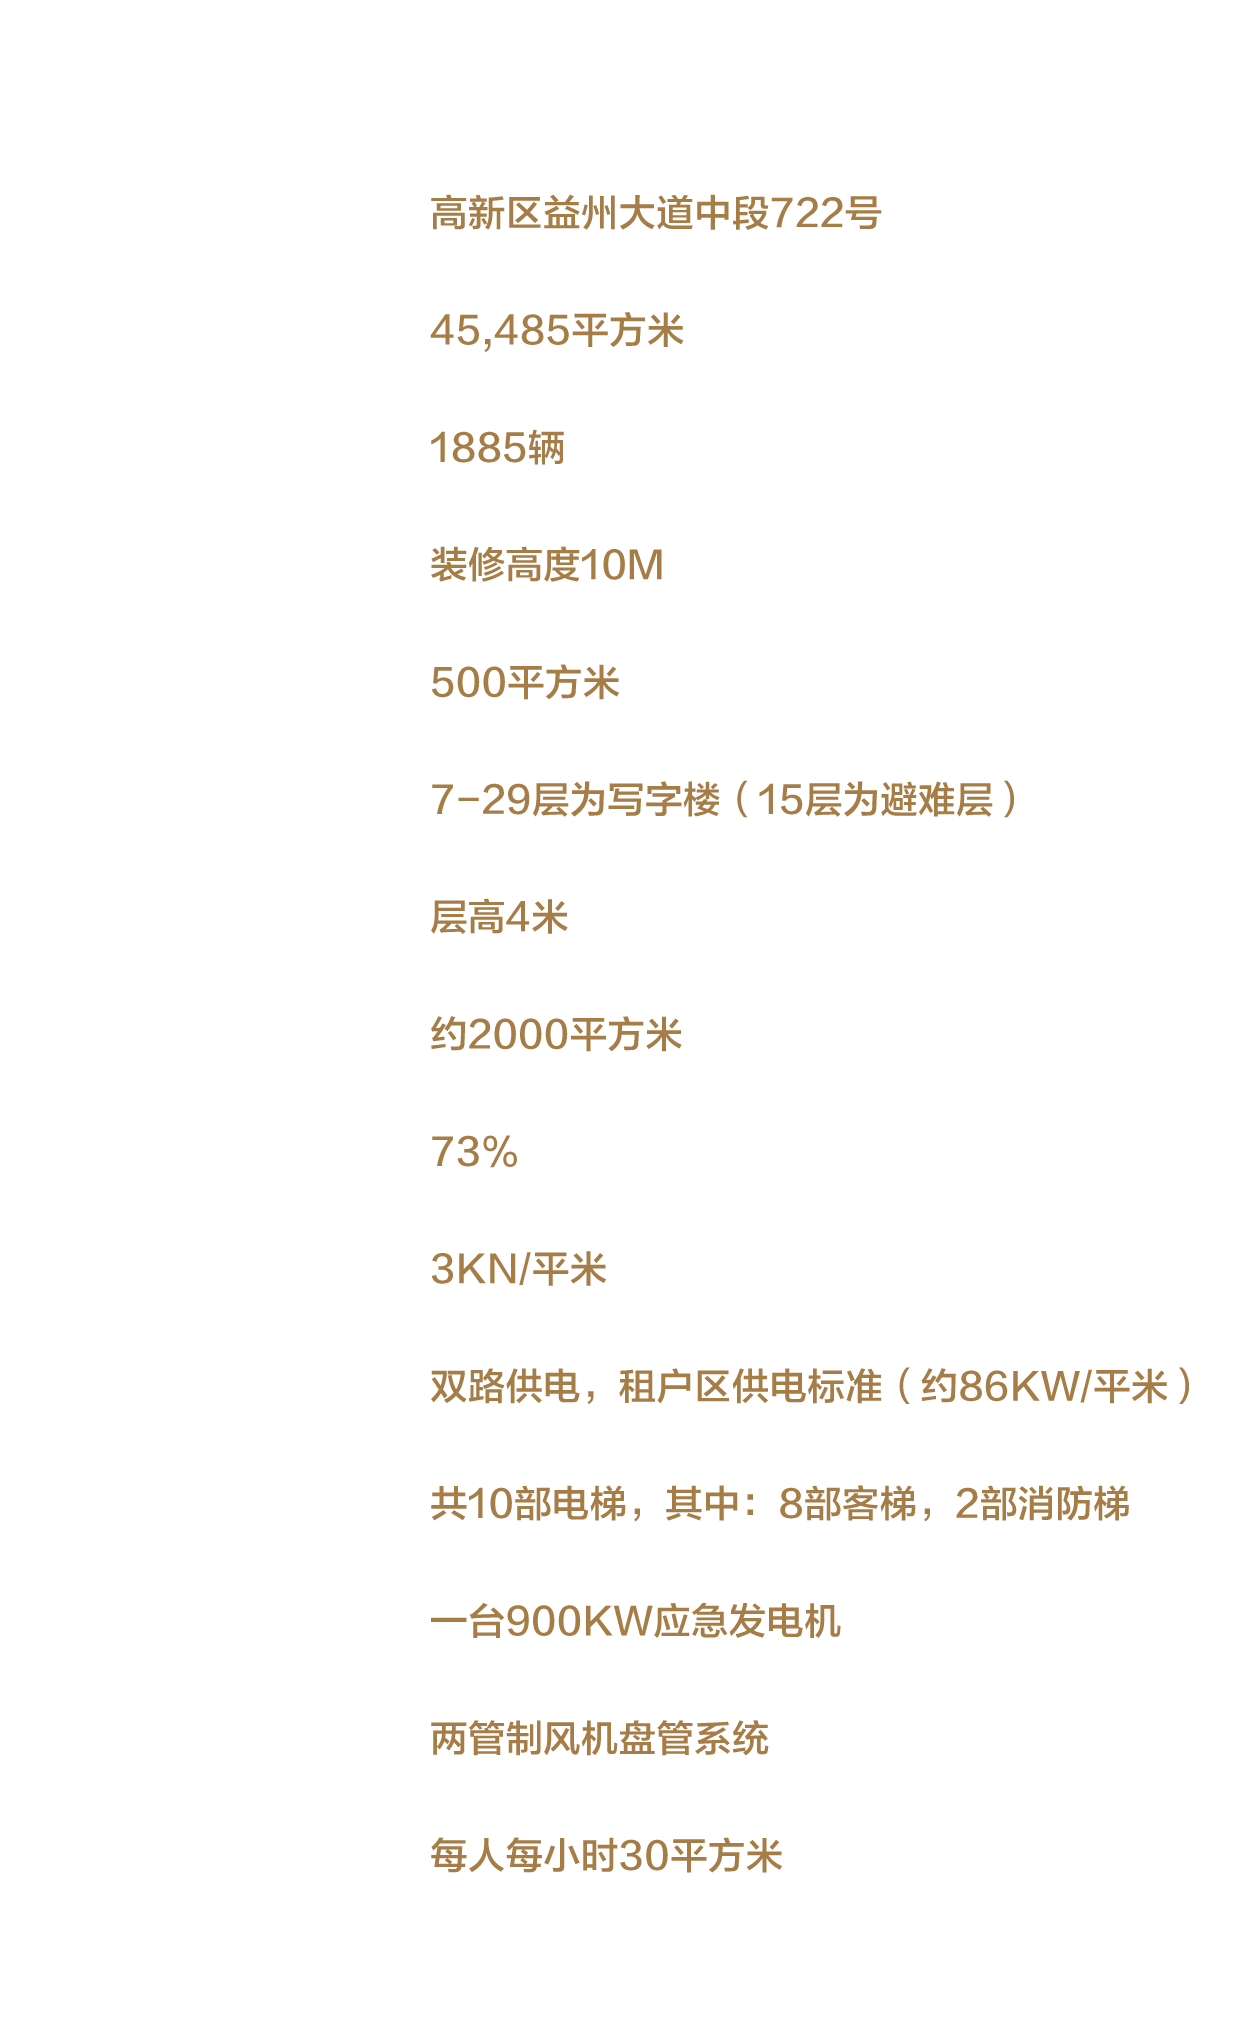 高新区益州大道中段722号
45,485平方米
1885辆
装修高度10M
500平方米
7-29层为写字楼（15层为避难层）
层高4米
约2000平方米
73%
3KN/平米
双路供电，租户区供电标准（约86KW/平米）
共10部电梯，其中：8部客梯，2部消防梯
一台900KW应急发电机
两管制风机盘管系统
每人每小时30平方米